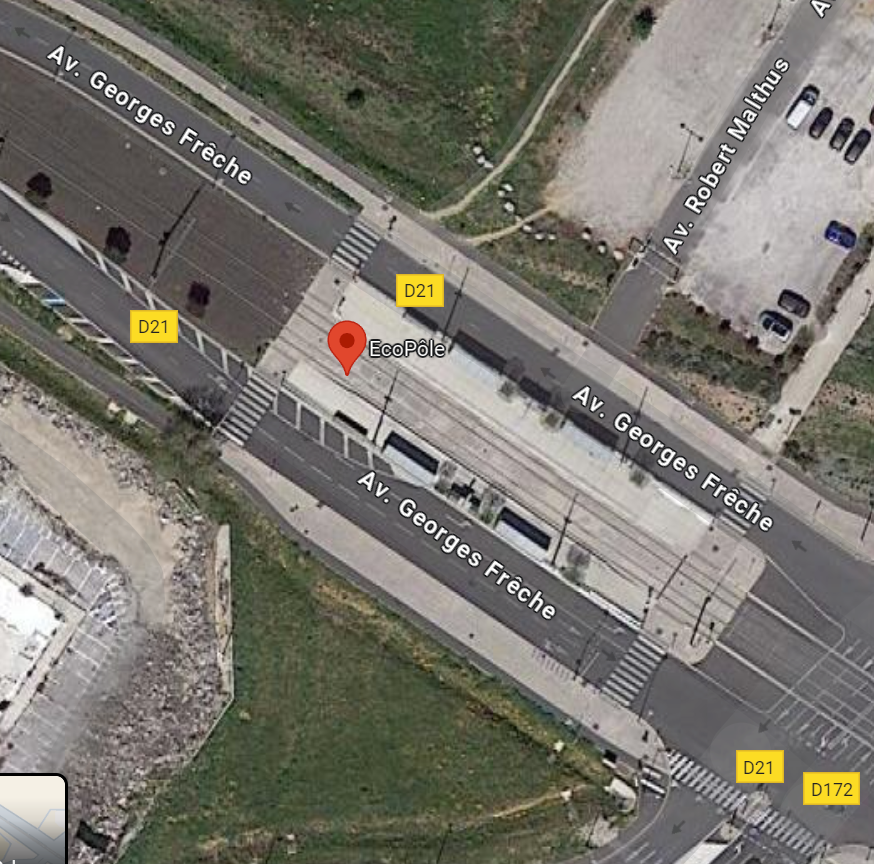 Av. Georges Frêche
Av. Robert Malthus
D21
D21
EcoPôle
Av. Georges Frêche
Av. Georges Frêche
D21
D172